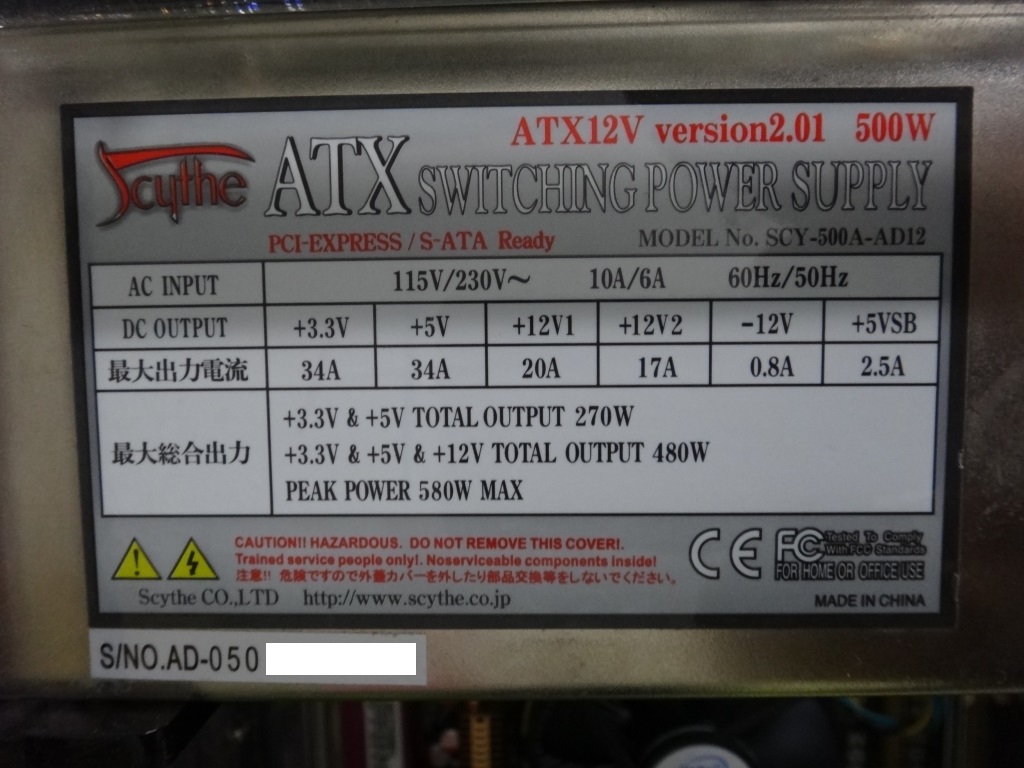 ATX12V version2.01 500W
Scythe ATX SWITCHING POWER SUPPLY
PCI-EXPRESS / S-ATA Ready MODEL No. SCY-500A-AD12
AC INPUT 115V/230V～ 10A/6A 60Hz/50Hz
DC OUTPUT +3.3V +5V +12V1 +12V2 -12V +5VSB
最大出力電流 34A 34A 20A 17A 0.8A 2.5A
最大総合出力
+3.3V & +5V TOTAL OUTPUT 270W
+3.3V & +5V & +12V TOTAL OUTPUT 480W
PEAK POWER 580W MAX
CAUTION!! HAZARDOUS. DO NOT REMOVE THIS COVER!.
Trained service people only!. Noserviceable components inside!
注意!! 危険ですので外蓋カバーを外したり部品交換等をしないでください。
Scythe CO.,LTD http://www.scythe.co.jp
CE FC Tested To Comply
With FCC Standards
FOR HOME OR OFFICE USE
MADE IN CHINA
S/NO.AD-050